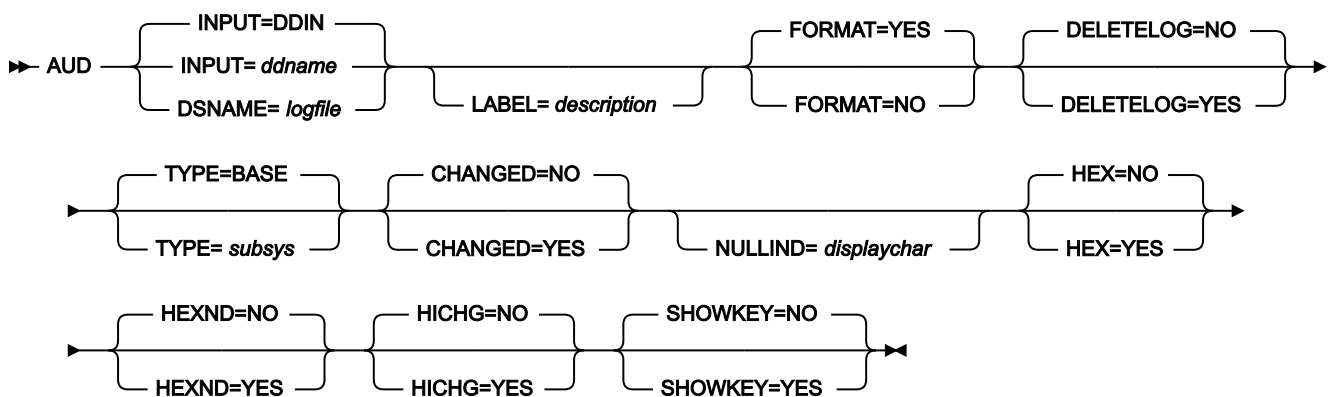 INPUT=DDIN
FORMAT=YES
DELETELOG=NO
AUD
INPUT= ddname
DSNAME= logfile
LABEL= description
FORMAT=NO
DELETELOG=YES
TYPE=BASE
CHANGED=NO
HEX=NO
TYPE= subsys
CHANGED=YES
NULLIND= displaychar
HEX=YES
HEXND=NO
HICHG=NO
SHOWKEY=NO
HEXND=YES
HICHG=YES
SHOWKEY=YES